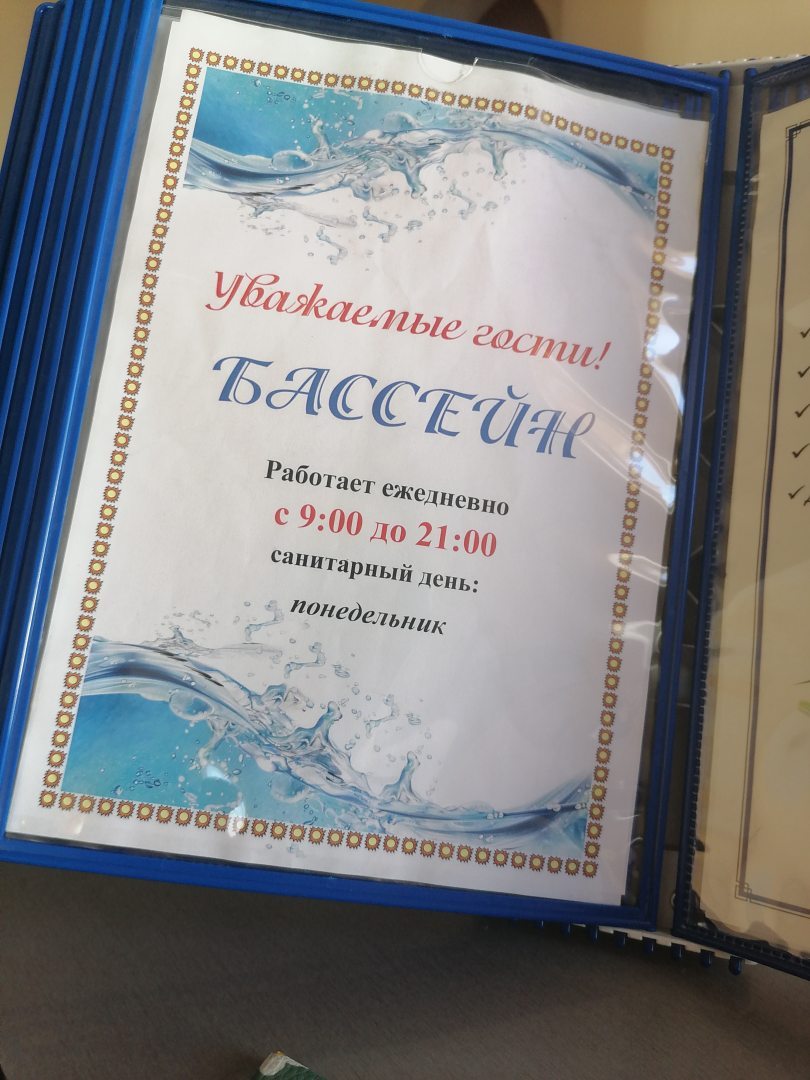 Уважаемые гости!
БАССЕЙН
Работает ежедневно
с 9:00 до 21:00
санитарный день:
понедельник